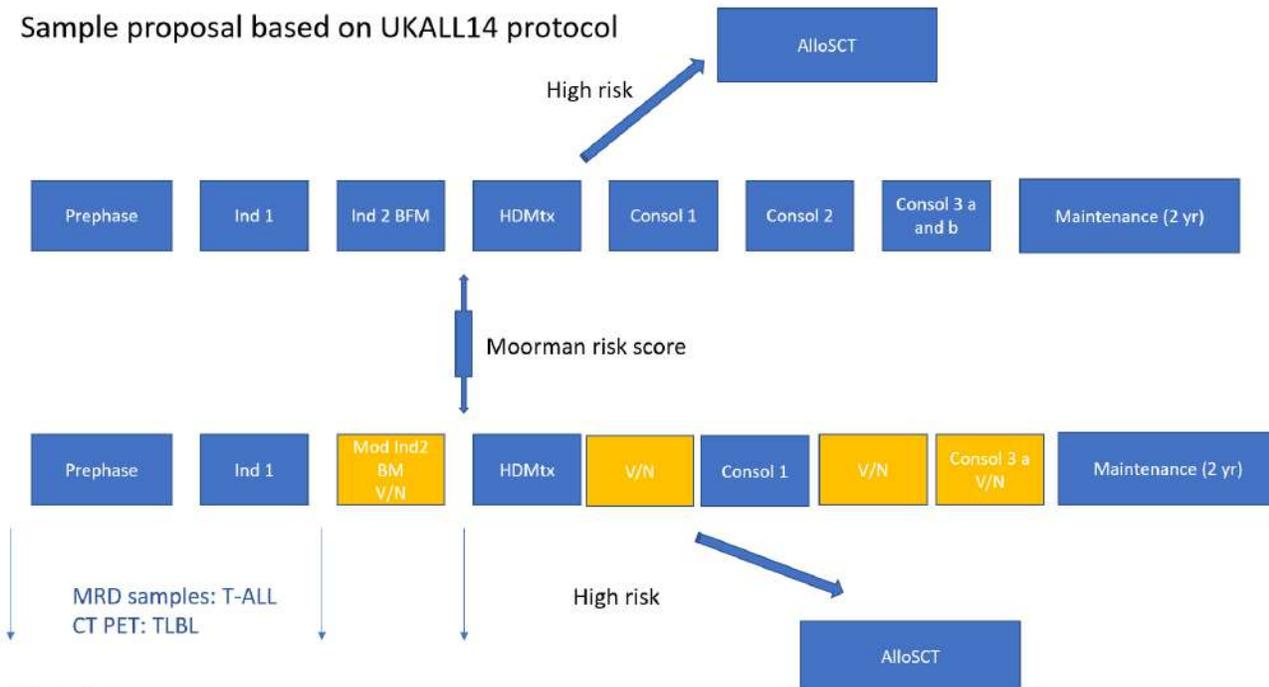 Sample proposal based on UKALL14 protocol
AlloSCT
High risk
Prephase
Ind 1
Ind 2 BFM
HDMtx
Consol 1
Consol 2
Consol 3 a
and b
Maintenance (2 yr)
Moorman risk score
Prephase
Ind 1
Mod Ind2
BM
V/N
HDMtx
V/N
Consol 1
V/N
Consol 3 a
V/N
Maintenance (2 yr)
MRD samples: T-ALL
CT PET: TLBL
High risk
AlloSCT